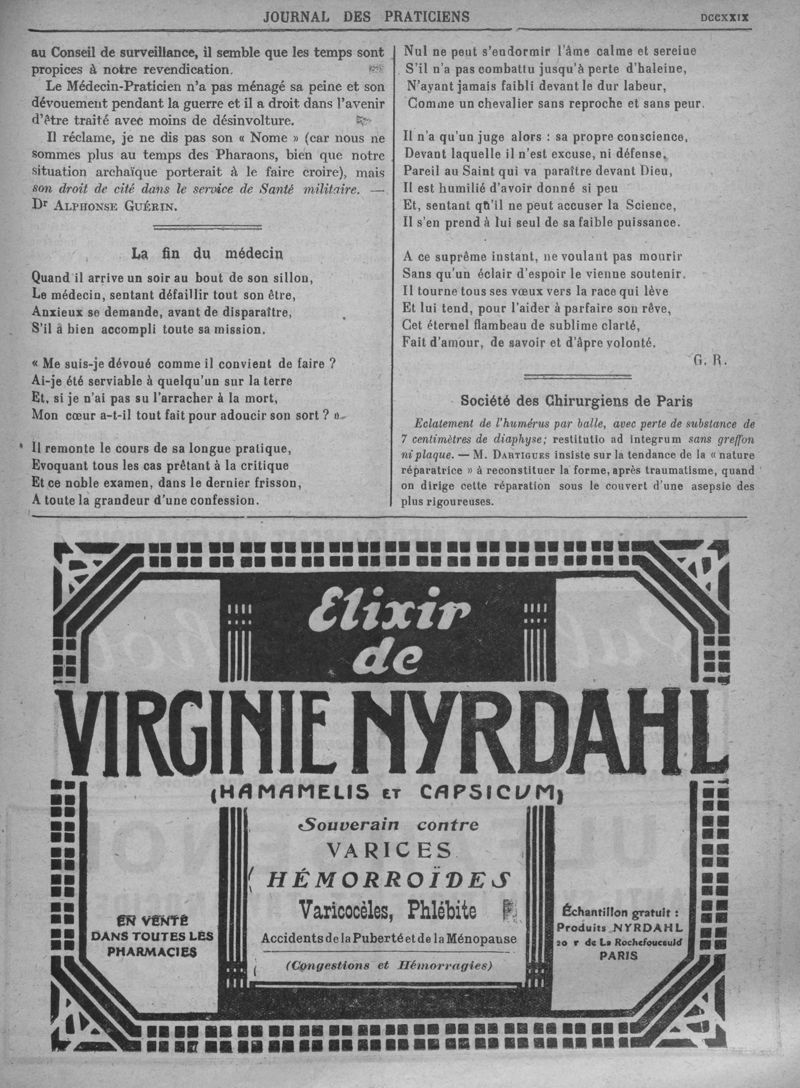 JOURNAL DES PRATICIENS
DCCXXIX
au Conseil de surveillance, il semble que les temps sont
propices à notre revendication.
Le Médecin-Praticien n'a pas ménagé sa peine et son
dévouement pendant la guerre et il a droit dans l'avenir
d'être traité avec moins de désinvolture.
Il réclame, je ne dis pas son « Nome » (car nous ne
sommes plus au temps des Pharaons, bien que notre
situation archaïque porterait à le faire croire), mais
son droit de cité dans le service de Santé militaire. —
Dr ALPHONSE GUÉRIN.
La fin du médecin
Quand il arrive un soir au bout de son sillon,
Le médecin, sentant défaillir tout son être,
Anxieux se demande, avant de disparaître,
S'il a bien accompli toute sa mission.
« Me suis-je dévoué comme il convient de faire ?
Ai-je été serviable à quelqu'un sur la terre
Et, si je n'ai pas su l'arracher à la mort,
Mon cœur a-t-il tout fait pour adoucir son sort ? »
Il remonte le cours de sa longue pratique,
Evoquant tous les cas prêtant à la critique
Et ce noble examen, dans le dernier frisson,
A toute la grandeur d'une confession.
Nul ne peut s'endormir l'âme calme et sereine
S'il n'a pas combattu jusqu'à perte d'haleine,
N'ayant jamais faibli devant le dur labeur,
Comme un chevalier sans reproche et sans peur.
Il n'a qu'un juge alors : sa propre conscience,
Devant laquelle il n'est excuse, ni défense,
Pareil au Saint qui va paraître devant Dieu,
Il est humilié d'avoir donné si peu
Et, sentant qu'il ne peut accuser la Science,
Il s'en prend à lui seul de sa faible puissance.
A ce suprême instant, ne voulant pas mourir
Sans qu'un éclair d'espoir le vienne soutenir.
Il tourne tous ses vœux vers la race qui lève
Et lui tend, pour l'aider à parfaire son rêve,
Cet éternel flambeau de sublime clarté,
Fait d'amour, de savoir et d'âpre volonté.
G. R.
Société des Chirurgiens de Paris
Eclatement de l'humérus par balle, avec perte de substance de
7 centimètres de diaphyse; restitutio ad integrum sans greffon
ni plaque. — M. DARTIGUES insiste sur la tendance de la « nature
réparatrice » à reconstituer la forme, après traumatisme, quand
on dirige cette réparation sous le couvert d'une asepsie des
plus rigoureuses.
Elixir
de
VIRGINIE NYRDAHL
(HAMAMELIS ET CAPSICUM)
Souverain contre
VARICES
HÉMORROÏDES
Varicocèles, Phlébite
Accidents de la Puberté et de la Ménopause
(Congestions et Hémorragies)
EN VENTE
DANS TOUTES LES
PHARMACIES
Échantillon gratuit :
Produits NYRDAHL
20 r de La Rochefoucauld
PARIS